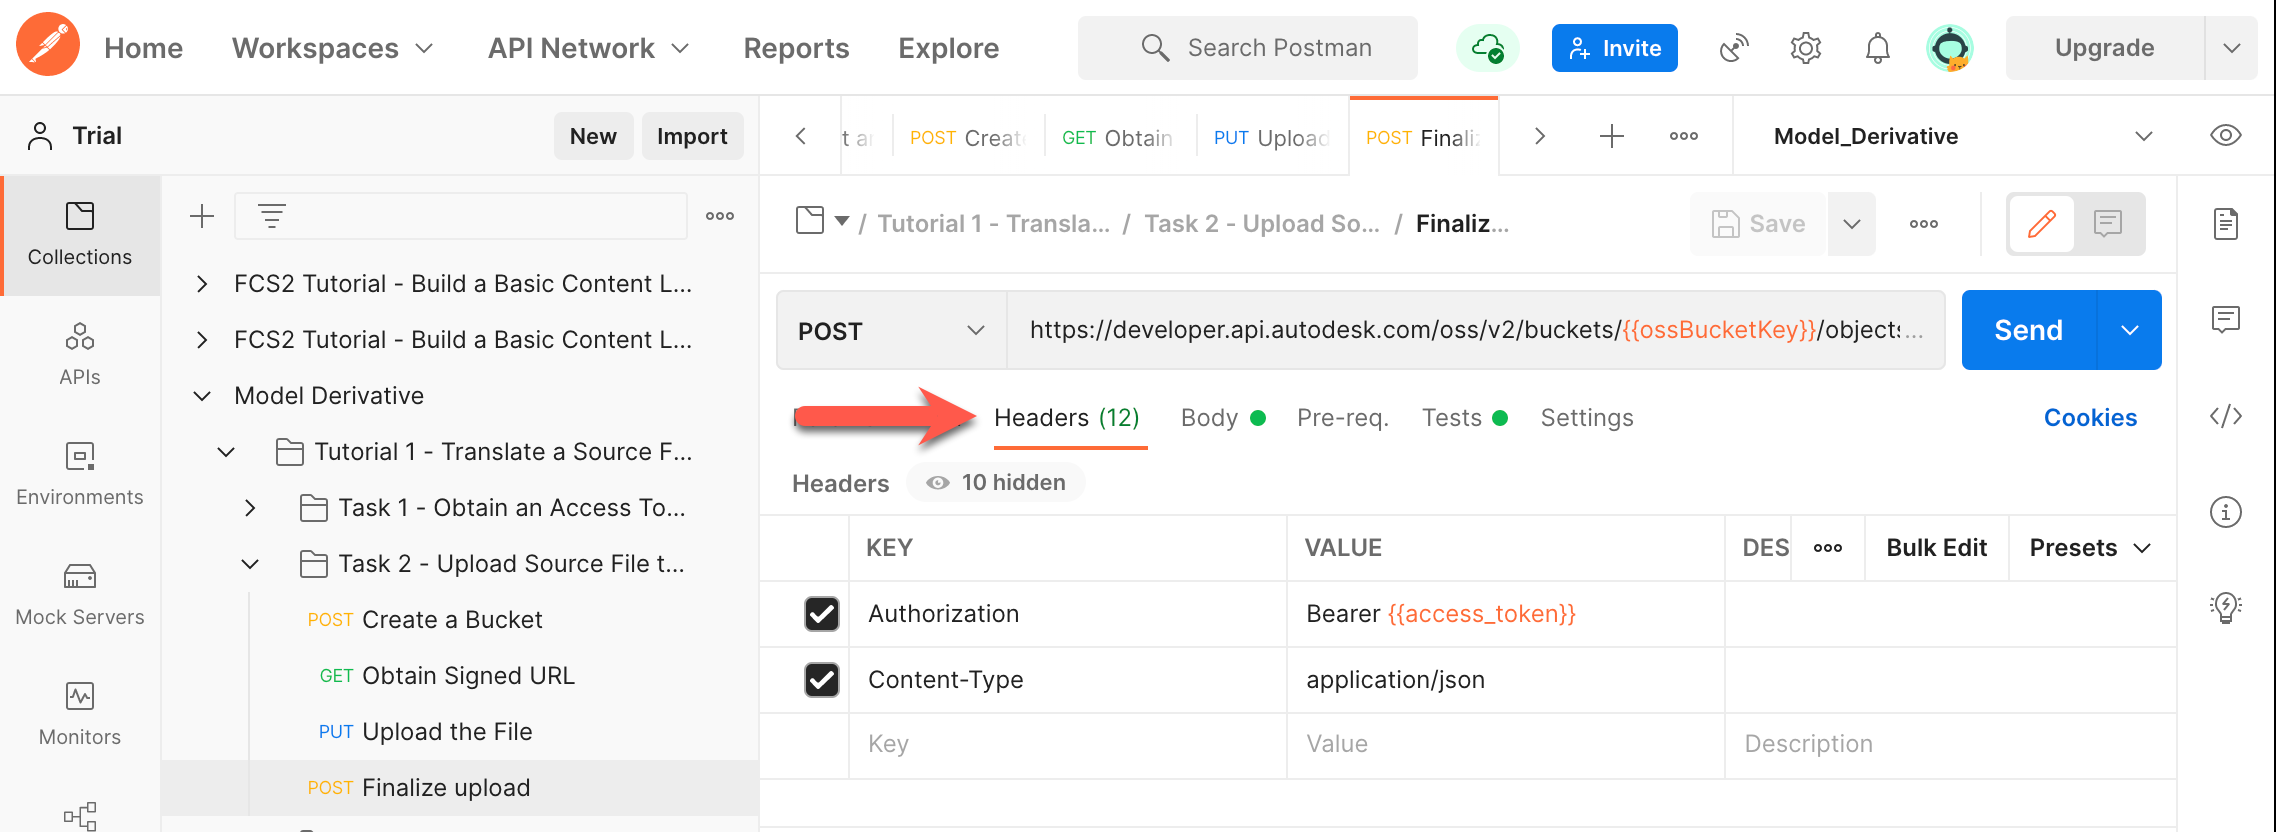 Home Workspaces API Network Reports Explore Search Postman Invite Upgrade
Trial New Import
POST Creat GET Obtain PUT Upload POST Finali ooo Model_Derivative
Collections
APIs
Environments
Mock Servers
Monitors
ooo
FCS2 Tutorial - Build a Basic Content L...
FCS2 Tutorial - Build a Basic Content L...
Model Derivative
Tutorial 1 - Translate a Source F...
Task 1 - Obtain an Access To...
Task 2 - Upload Source File t...
POST Create a Bucket
GET Obtain Signed URL
PUT Upload the File
POST Finalize upload
/ Tutorial 1 - Transla... / Task 2 - Upload So... / Finaliz... Save ooo
POST https://developer.api.autodesk.com/oss/v2/buckets/{{ossBucketKey}}/objects... Send
Headers (12) Body Pre-req. Tests Settings Cookies
Headers 10 hidden
KEY VALUE DES ooo Bulk Edit Presets
Authorization Bearer {{access_token}}
Content-Type application/json
Key Value Description